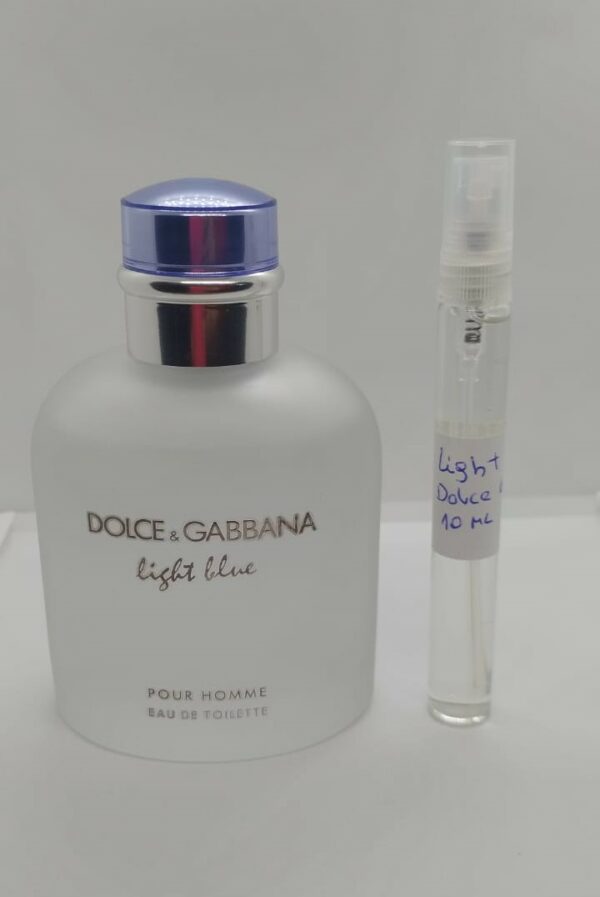 DOLCE & GABBANA
light blue
POUR HOMME
EAU DE TOILETTE
Light
Dolce
10 ML